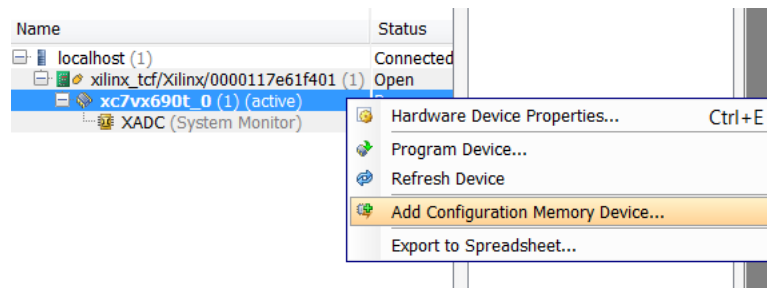 Name Status
localhost (1) Connected
xilinx_tcf/Xilinx/0000117e61f401 (1) Open
xc7vx690t_0 (1) (active)
XADC (System Monitor)
Hardware Device Properties... Ctrl+E
Program Device...
Refresh Device
Add Configuration Memory Device...
Export to Spreadsheet...